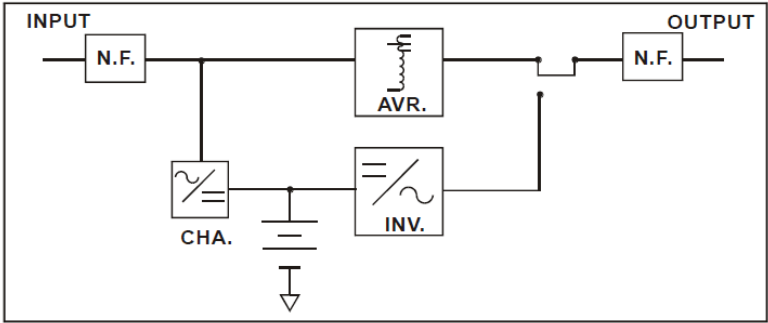 INPUT
OUTPUT
N.F.
N.F.
AVR.
CHA.
INV.